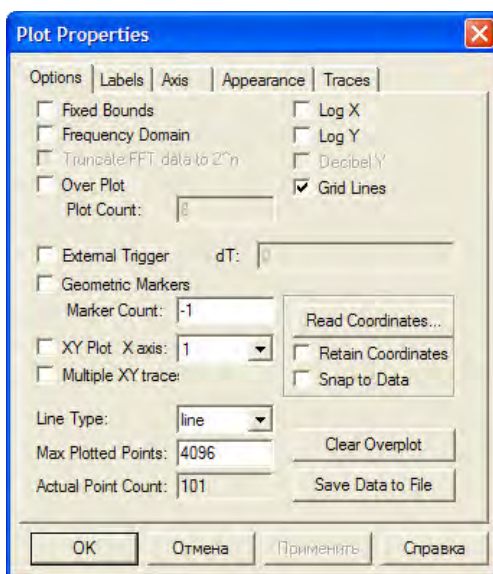 Plot Properties
Options Labels Axis Appearance Traces
Fixed Bounds
Log X
Frequency Domain
Log Y
Truncate FFT data to 2^n
Decibel Y
Over Plot
Grid Lines
Plot Count:
External Trigger dT: 0
Geometric Markers
Marker Count: -1
Read Coordinates...
XY Plot X axis: 1
Retain Coordinates
Multiple XY traces
Snap to Data
Line Type: line
Clear Overplot
Max Plotted Points: 4096
Actual Point Count: 101
Save Data to File
OK Отмена Применить Справка